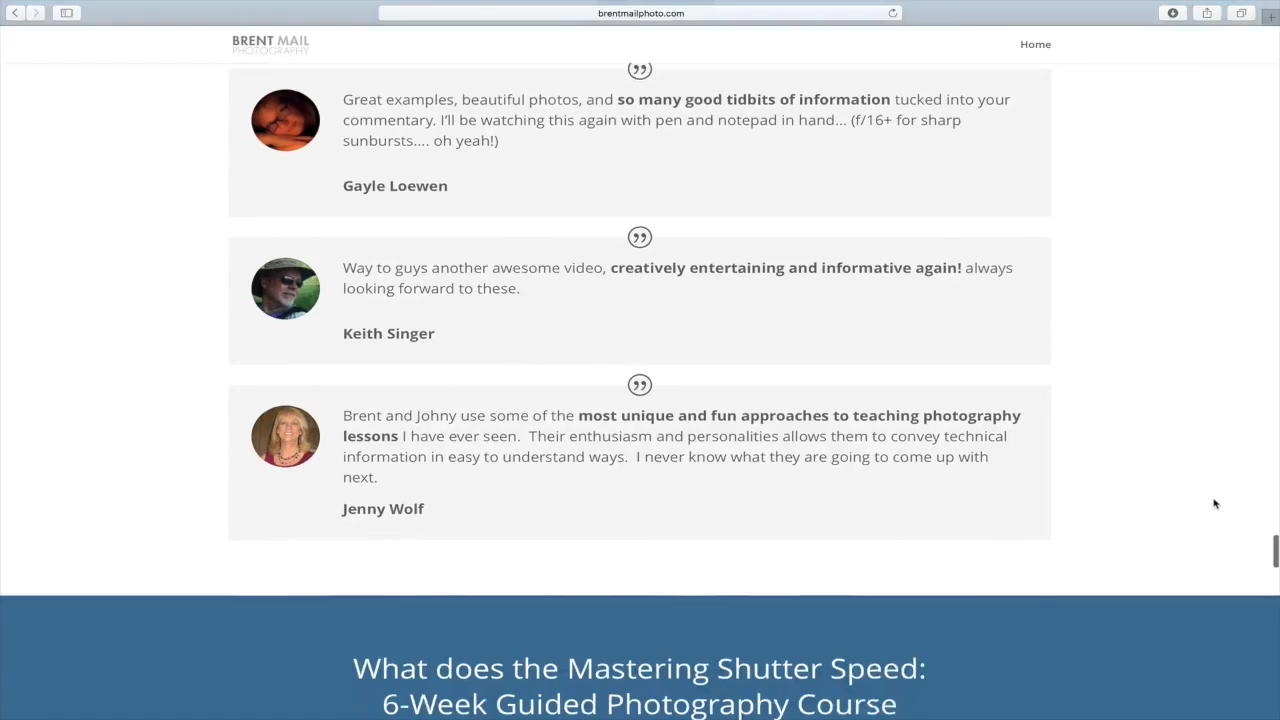 brentmailphoto.com
BRENT MAIL
PHOTOGRAPHY
Home
Great examples, beautiful photos, and so many good tidbits of information tucked into your
commentary. I'll be watching this again with pen and notepad in hand... (f/16+ for sharp
sunbursts.... oh yeah!)
Gayle Loewen
Way to guys another awesome video, creatively entertaining and informative again! always
looking forward to these.
Keith Singer
Brent and Johny use some of the most unique and fun approaches to teaching photography
lessons I have ever seen. Their enthusiasm and personalities allows them to convey technical
information in easy to understand ways. I never know what they are going to come up with
next.
Jenny Wolf
What does the Mastering Shutter Speed:
6-Week Guided Photography Course